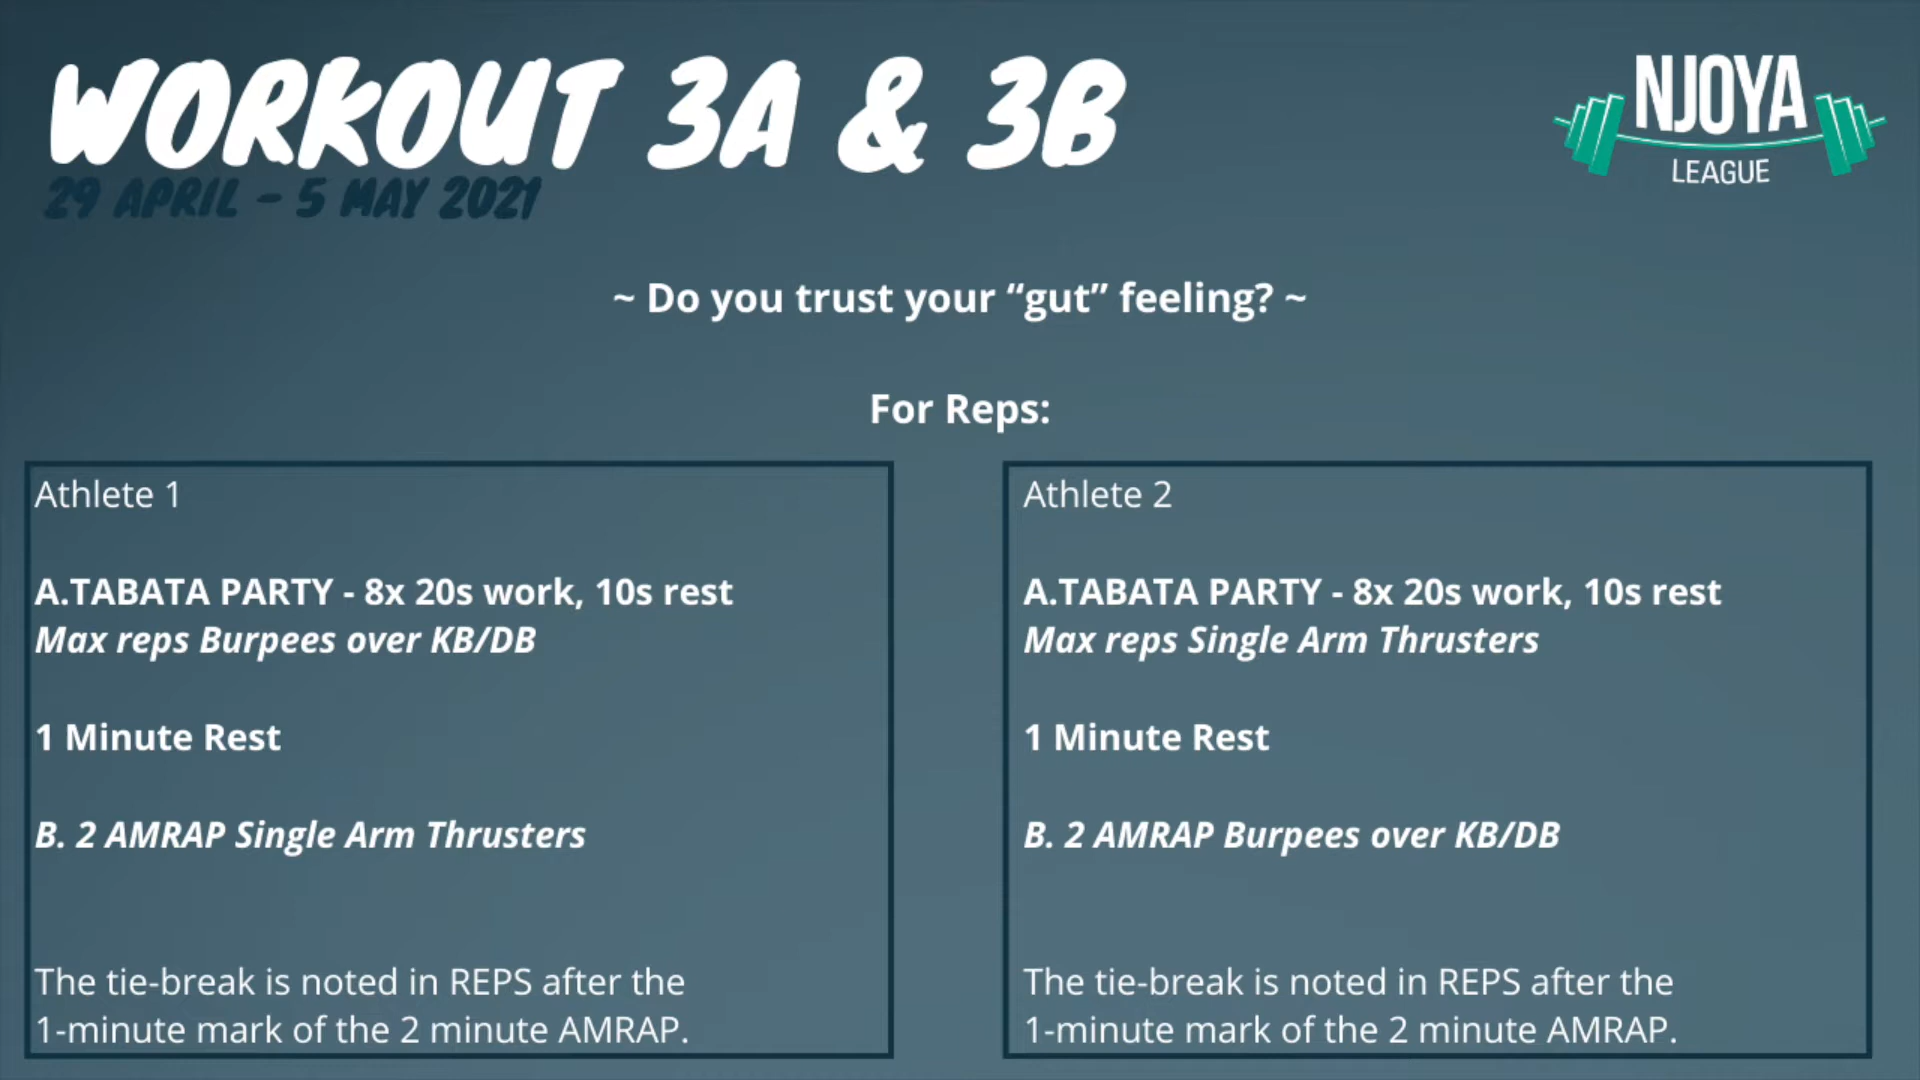 WORKOUT 3A & 3B
29 APRIL - 5 MAY 2021
NJOYA
LEAGUE
~ Do you trust your “gut” feeling? ~
For Reps:
Athlete 1
A.TABATA PARTY - 8x 20s work, 10s rest
Max reps Burpees over KB/DB
1 Minute Rest
B. 2 AMRAP Single Arm Thrusters
The tie-break is noted in REPS after the
1-minute mark of the 2 minute AMRAP.
Athlete 2
A.TABATA PARTY - 8x 20s work, 10s rest
Max reps Single Arm Thrusters
1 Minute Rest
B. 2 AMRAP Burpees over KB/DB
The tie-break is noted in REPS after the
1-minute mark of the 2 minute AMRAP.